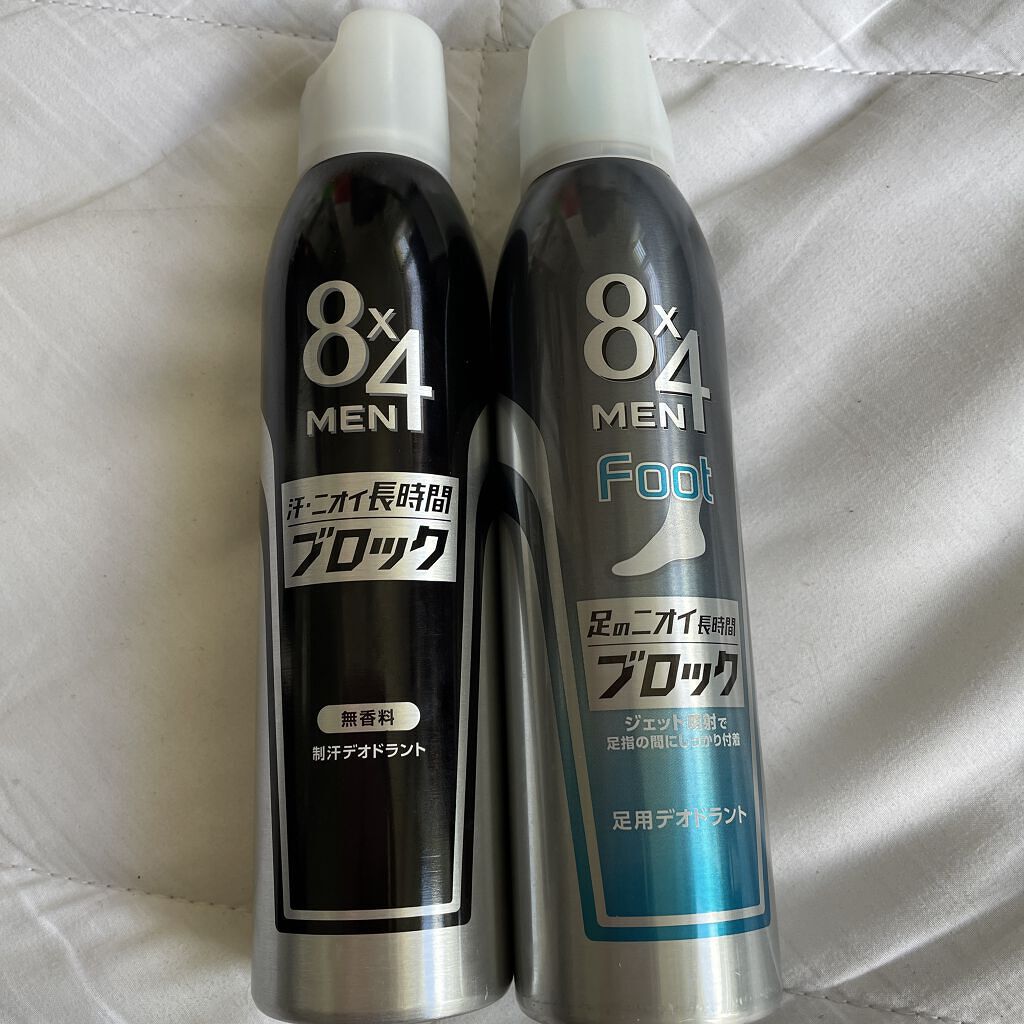 8x4
MEN
汗・ニオイ長時間
ブロック
無香料
制汗デオドラント
8x4
MEN
Foot
足のニオイ長時間
ブロック
ジェット噴射で
足指の間にしっかり付着
足用デオドラント